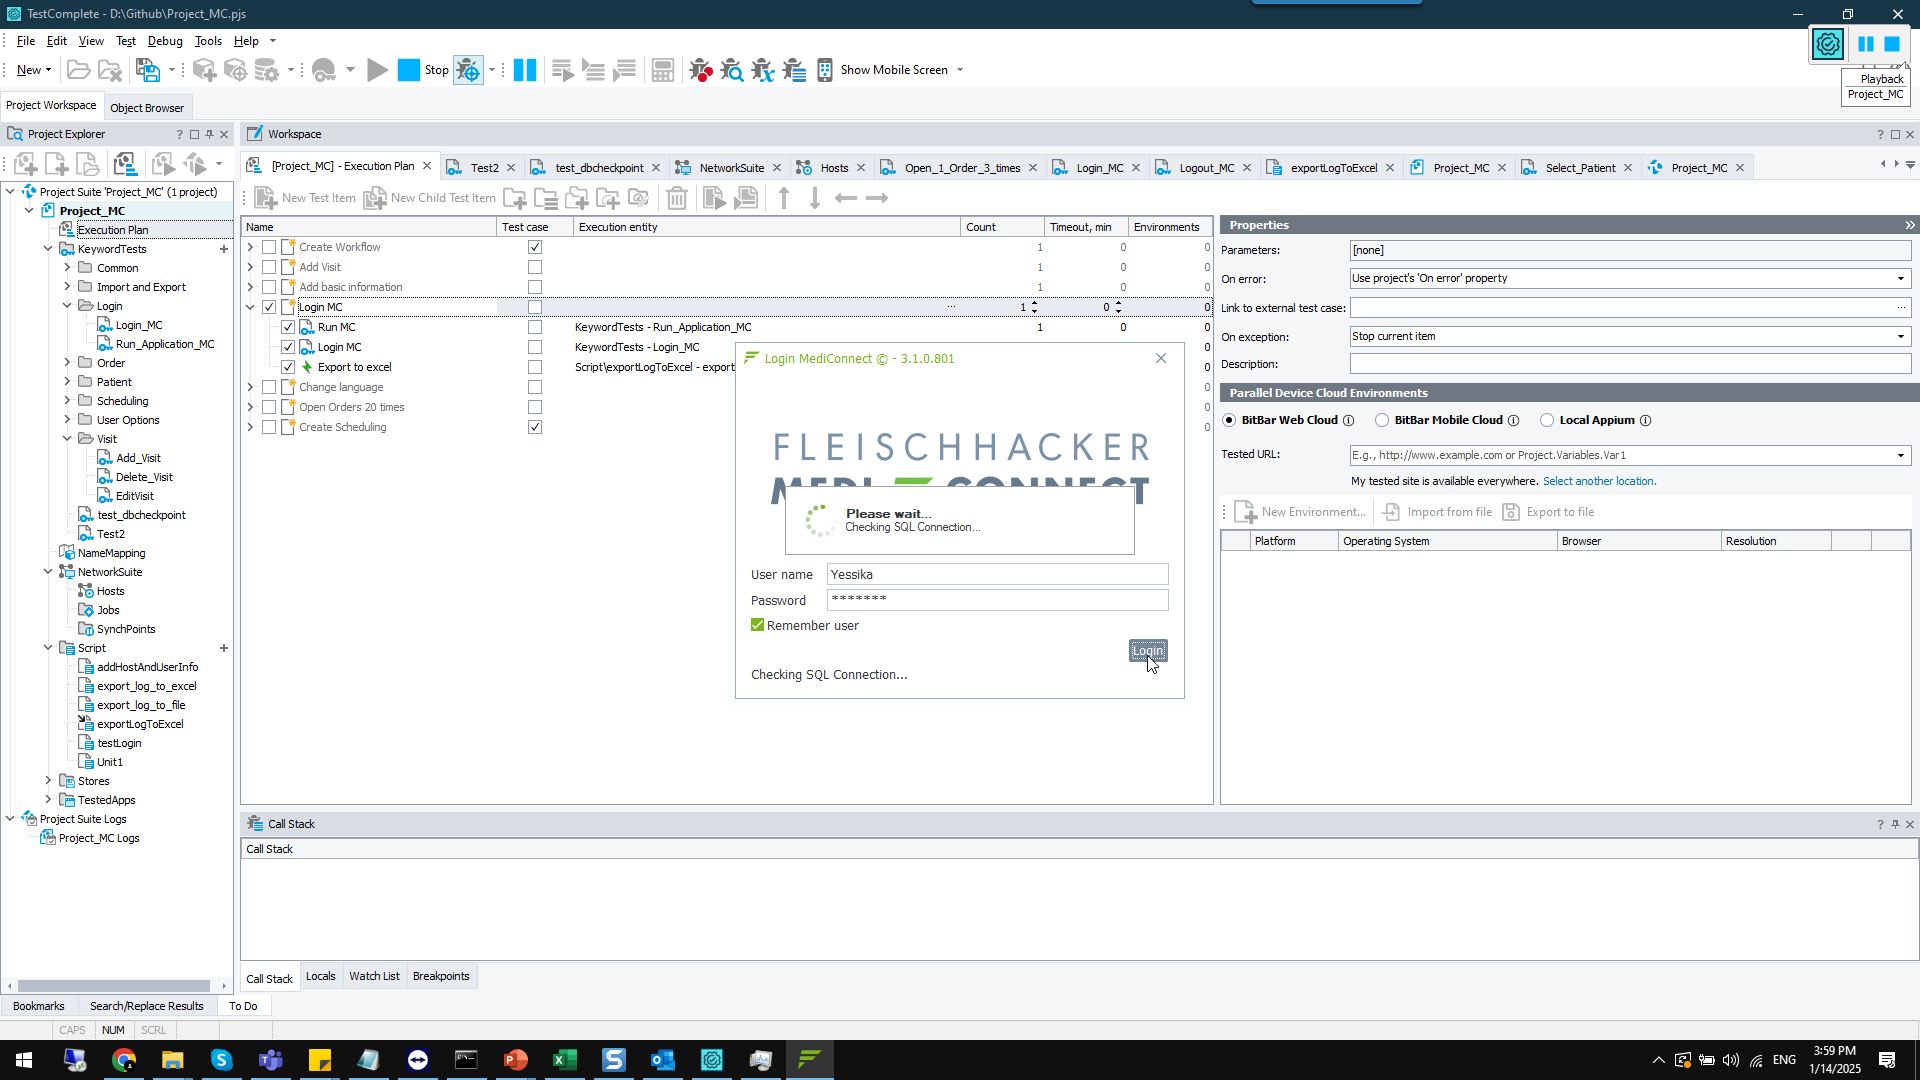 TestComplete - D:\Github\Project_MC.pjs
File Edit View Test Debug Tools Help
New Stop Show Mobile Screen
Playback
Project_MC
Project Workspace Object Browser
Project Explorer
Workspace
[Project_MC] - Execution Plan Test2 test_dbcheckpoint NetworkSuite Hosts Open_1_Order_3_times Login_MC Logout_MC exportLogToExcel Project_MC Select_Patient Project_MC
New Test Item New Child Test Item
Project Suite 'Project_MC' (1 project)
Project_MC
Execution Plan
KeywordTests
Common
Import and Export
Login
Login_MC
Run_Application_MC
Order
Patient
Scheduling
User Options
Visit
Add_Visit
Delete_Visit
EditVisit
test_dbcheckpoint
Test2
NameMapping
NetworkSuite
Hosts
Jobs
SynchPoints
Script
addHostAndUserInfo
export_log_to_excel
export_log_to_file
exportLogToExcel
testLogin
Unit1
Stores
TestedApps
Project Suite Logs
Project_MC Logs
Name Test case Execution entity Count Timeout, min Environments
Create Workflow 1 0 0
Add Visit 1 0 0
Add basic information 1 0 0
Login MC ... 1 0 0
Run MC KeywordTests - Run_Application_MC 1 0 0
Login MC KeywordTests - Login_MC 0
Export to excel Script\exportLogToExcel - export 0
Change language 0
Open Orders 20 times 0
Create Scheduling 0
Login MediConnect © - 3.1.0.801
FLEISCHHACKER
MEDI CONNECT
Please wait...
Checking SQL Connection...
User name Yessika
Password *******
Remember user
Login
Checking SQL Connection...
Properties
Parameters: [none]
On error: Use project's 'On error' property
Link to external test case: ...
On exception: Stop current item
Description:
Parallel Device Cloud Environments
BitBar Web Cloud BitBar Mobile Cloud Local Appium
Tested URL: E.g., http://www.example.com or Project.Variables.Var1
My tested site is available everywhere. Select another location.
New Environment... Import from file Export to file
Platform Operating System Browser Resolution
Call Stack
Call Stack
Call Stack Locals Watch List Breakpoints
Bookmarks Search/Replace Results To Do
CAPS NUM SCRL
ENG
3:59 PM
1/14/2025